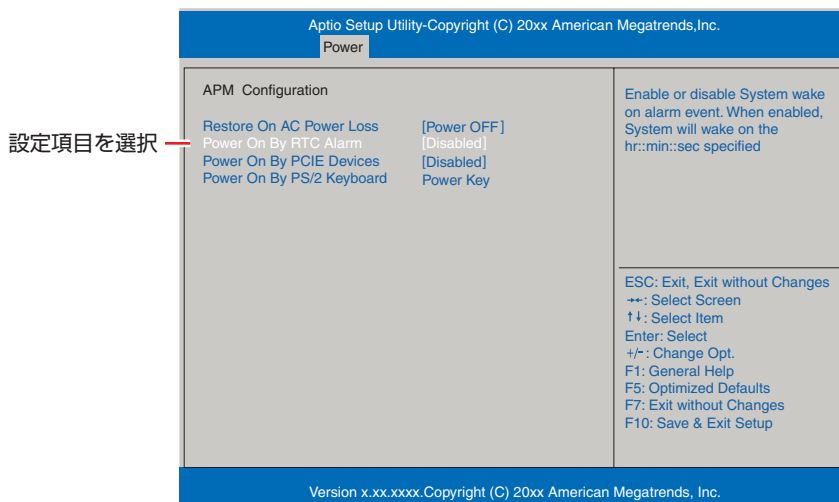 Aptio Setup Utility-Copyright (C) 20xx American Megatrends,Inc.
Power
APM Configuration
Restore On AC Power Loss [Power OFF]
設定項目を選択
Power On By RTC Alarm [Disabled]
Power On By PCIE Devices [Disabled]
Power On By PS/2 Keyboard Power Key
Enable or disable System wake
on alarm event. When enabled,
System will wake on the
hr::min::sec specified
ESC: Exit, Exit without Changes
→←: Select Screen
↑↓: Select Item
Enter: Select
+/-: Change Opt.
F1: General Help
F5: Optimized Defaults
F7: Exit without Changes
F10: Save & Exit Setup
Version x.xx.xxxx.Copyright (C) 20xx American Megatrends, Inc.